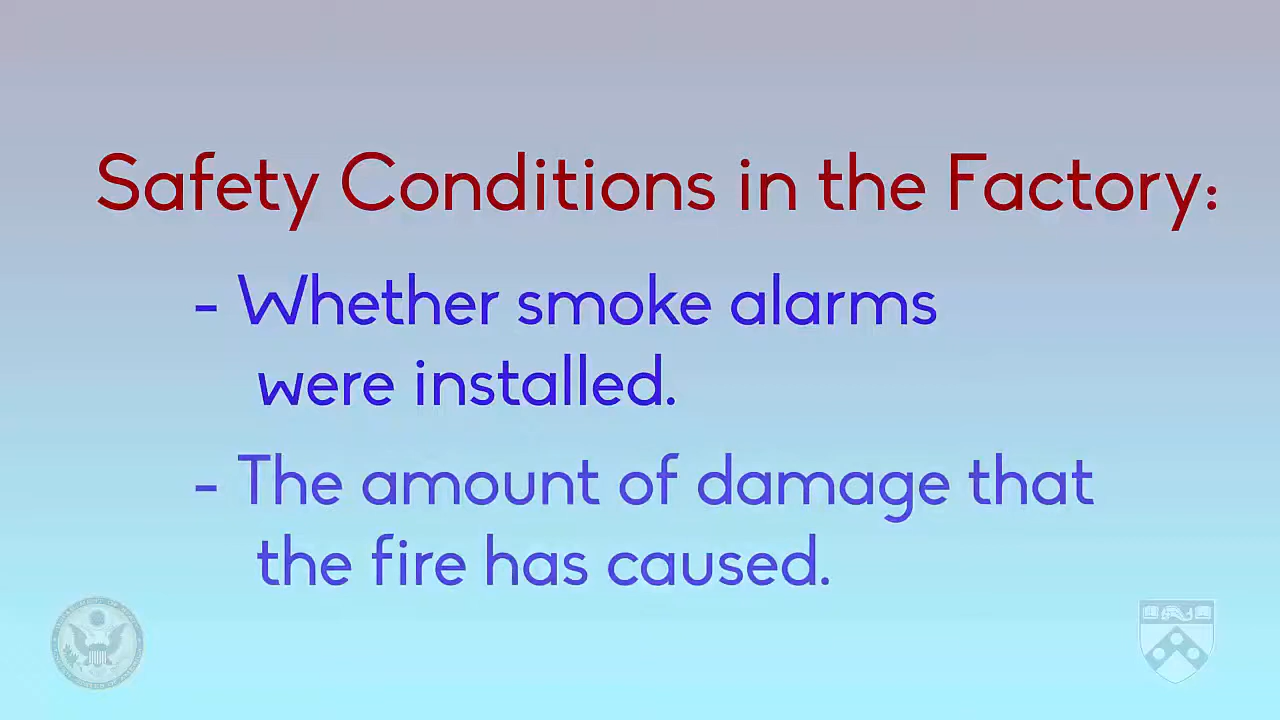 Safety Conditions in the Factory:
- Whether smoke alarms
were installed.
- The amount of damage that
the fire has caused.